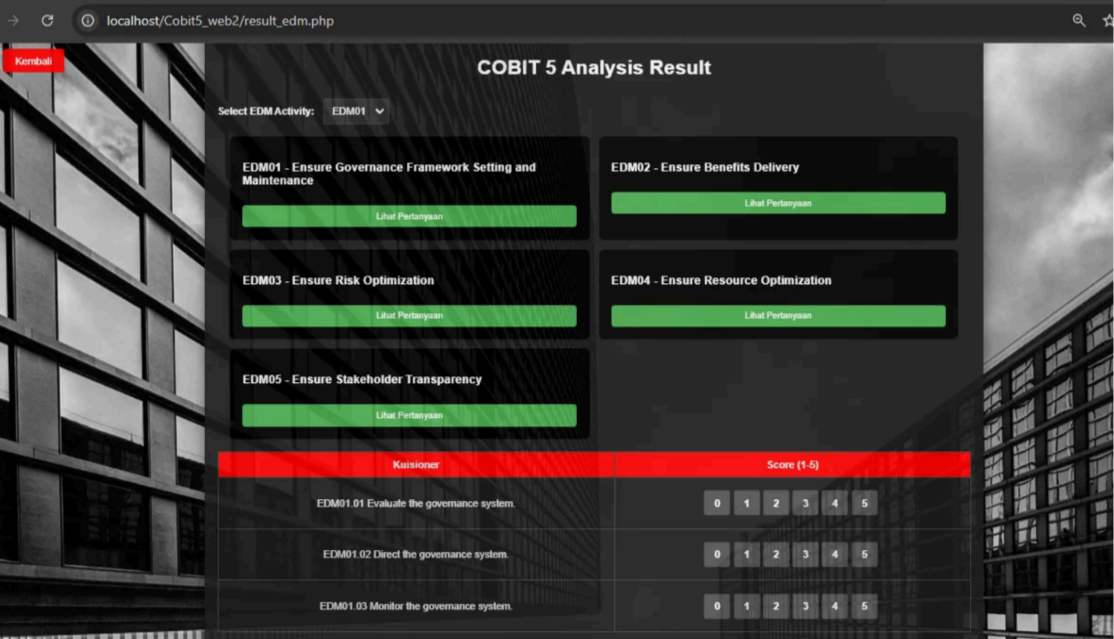 localhost/Cobit5_web2/result_edm.php
Kembali
COBIT 5 Analysis Result
Select EDM Activity: EDM01
EDM01 - Ensure Governance Framework Setting and
Maintenance
Lihat Pertanyaan
EDM02 - Ensure Benefits Delivery
Lihat Pertanyaan
EDM03 - Ensure Risk Optimization
Lihat Pertanyaan
EDM04 - Ensure Resource Optimization
Lihat Pertanyaan
EDM05 - Ensure Stakeholder Transparency
Lihat Pertanyaan
Kuisioner Score (1-5)
EDM01.01 Evaluate the governance system. 0 1 2 3 4 5
EDM01.02 Direct the governance system. 0 1 2 3 4 5
EDM01.03 Monitor the governance system. 0 1 2 3 4 5